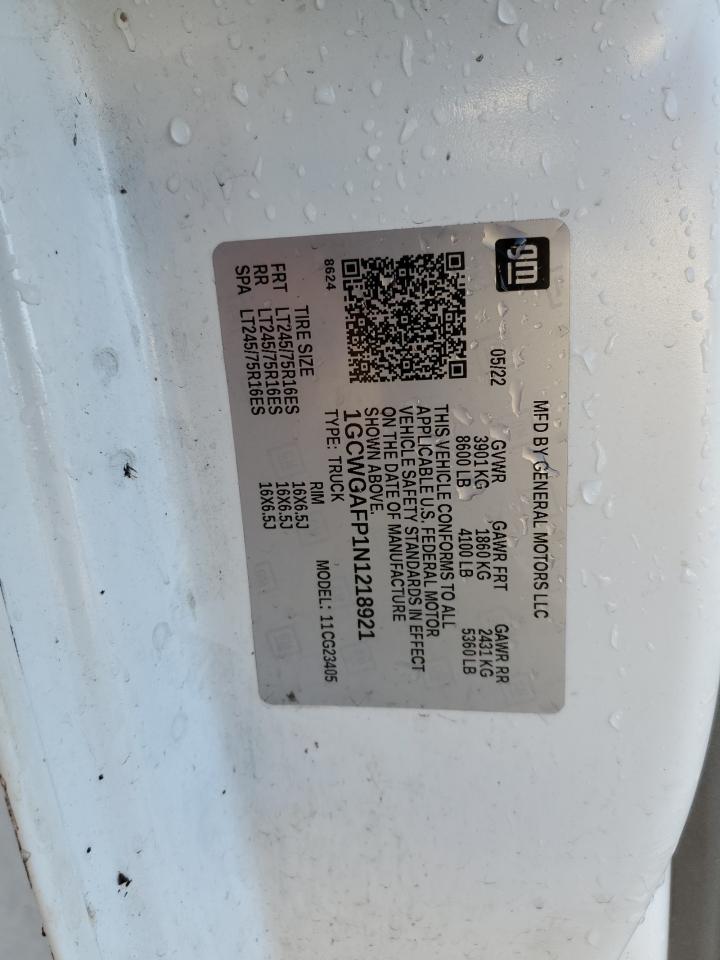 gm
MFD BY GENERAL MOTORS LLC
05/22
GVWR GAWR FRT GAWR RR
3901 KG 1860 KG 2431 KG
8600 LB 4100 LB 5360 LB
THIS VEHICLE CONFORMS TO ALL
APPLICABLE U.S. FEDERAL MOTOR
VEHICLE SAFETY STANDARDS IN EFFECT
ON THE DATE OF MANUFACTURE
SHOWN ABOVE.
1GCWGAFP1N1218921
8624 TYPE: TRUCK MODEL: 11CG23405
TIRE SIZE RIM
FRT LT245/75R16ES 16X6.5J
RR LT245/75R16ES 16X6.5J
SPA LT245/75R16ES 16X6.5J